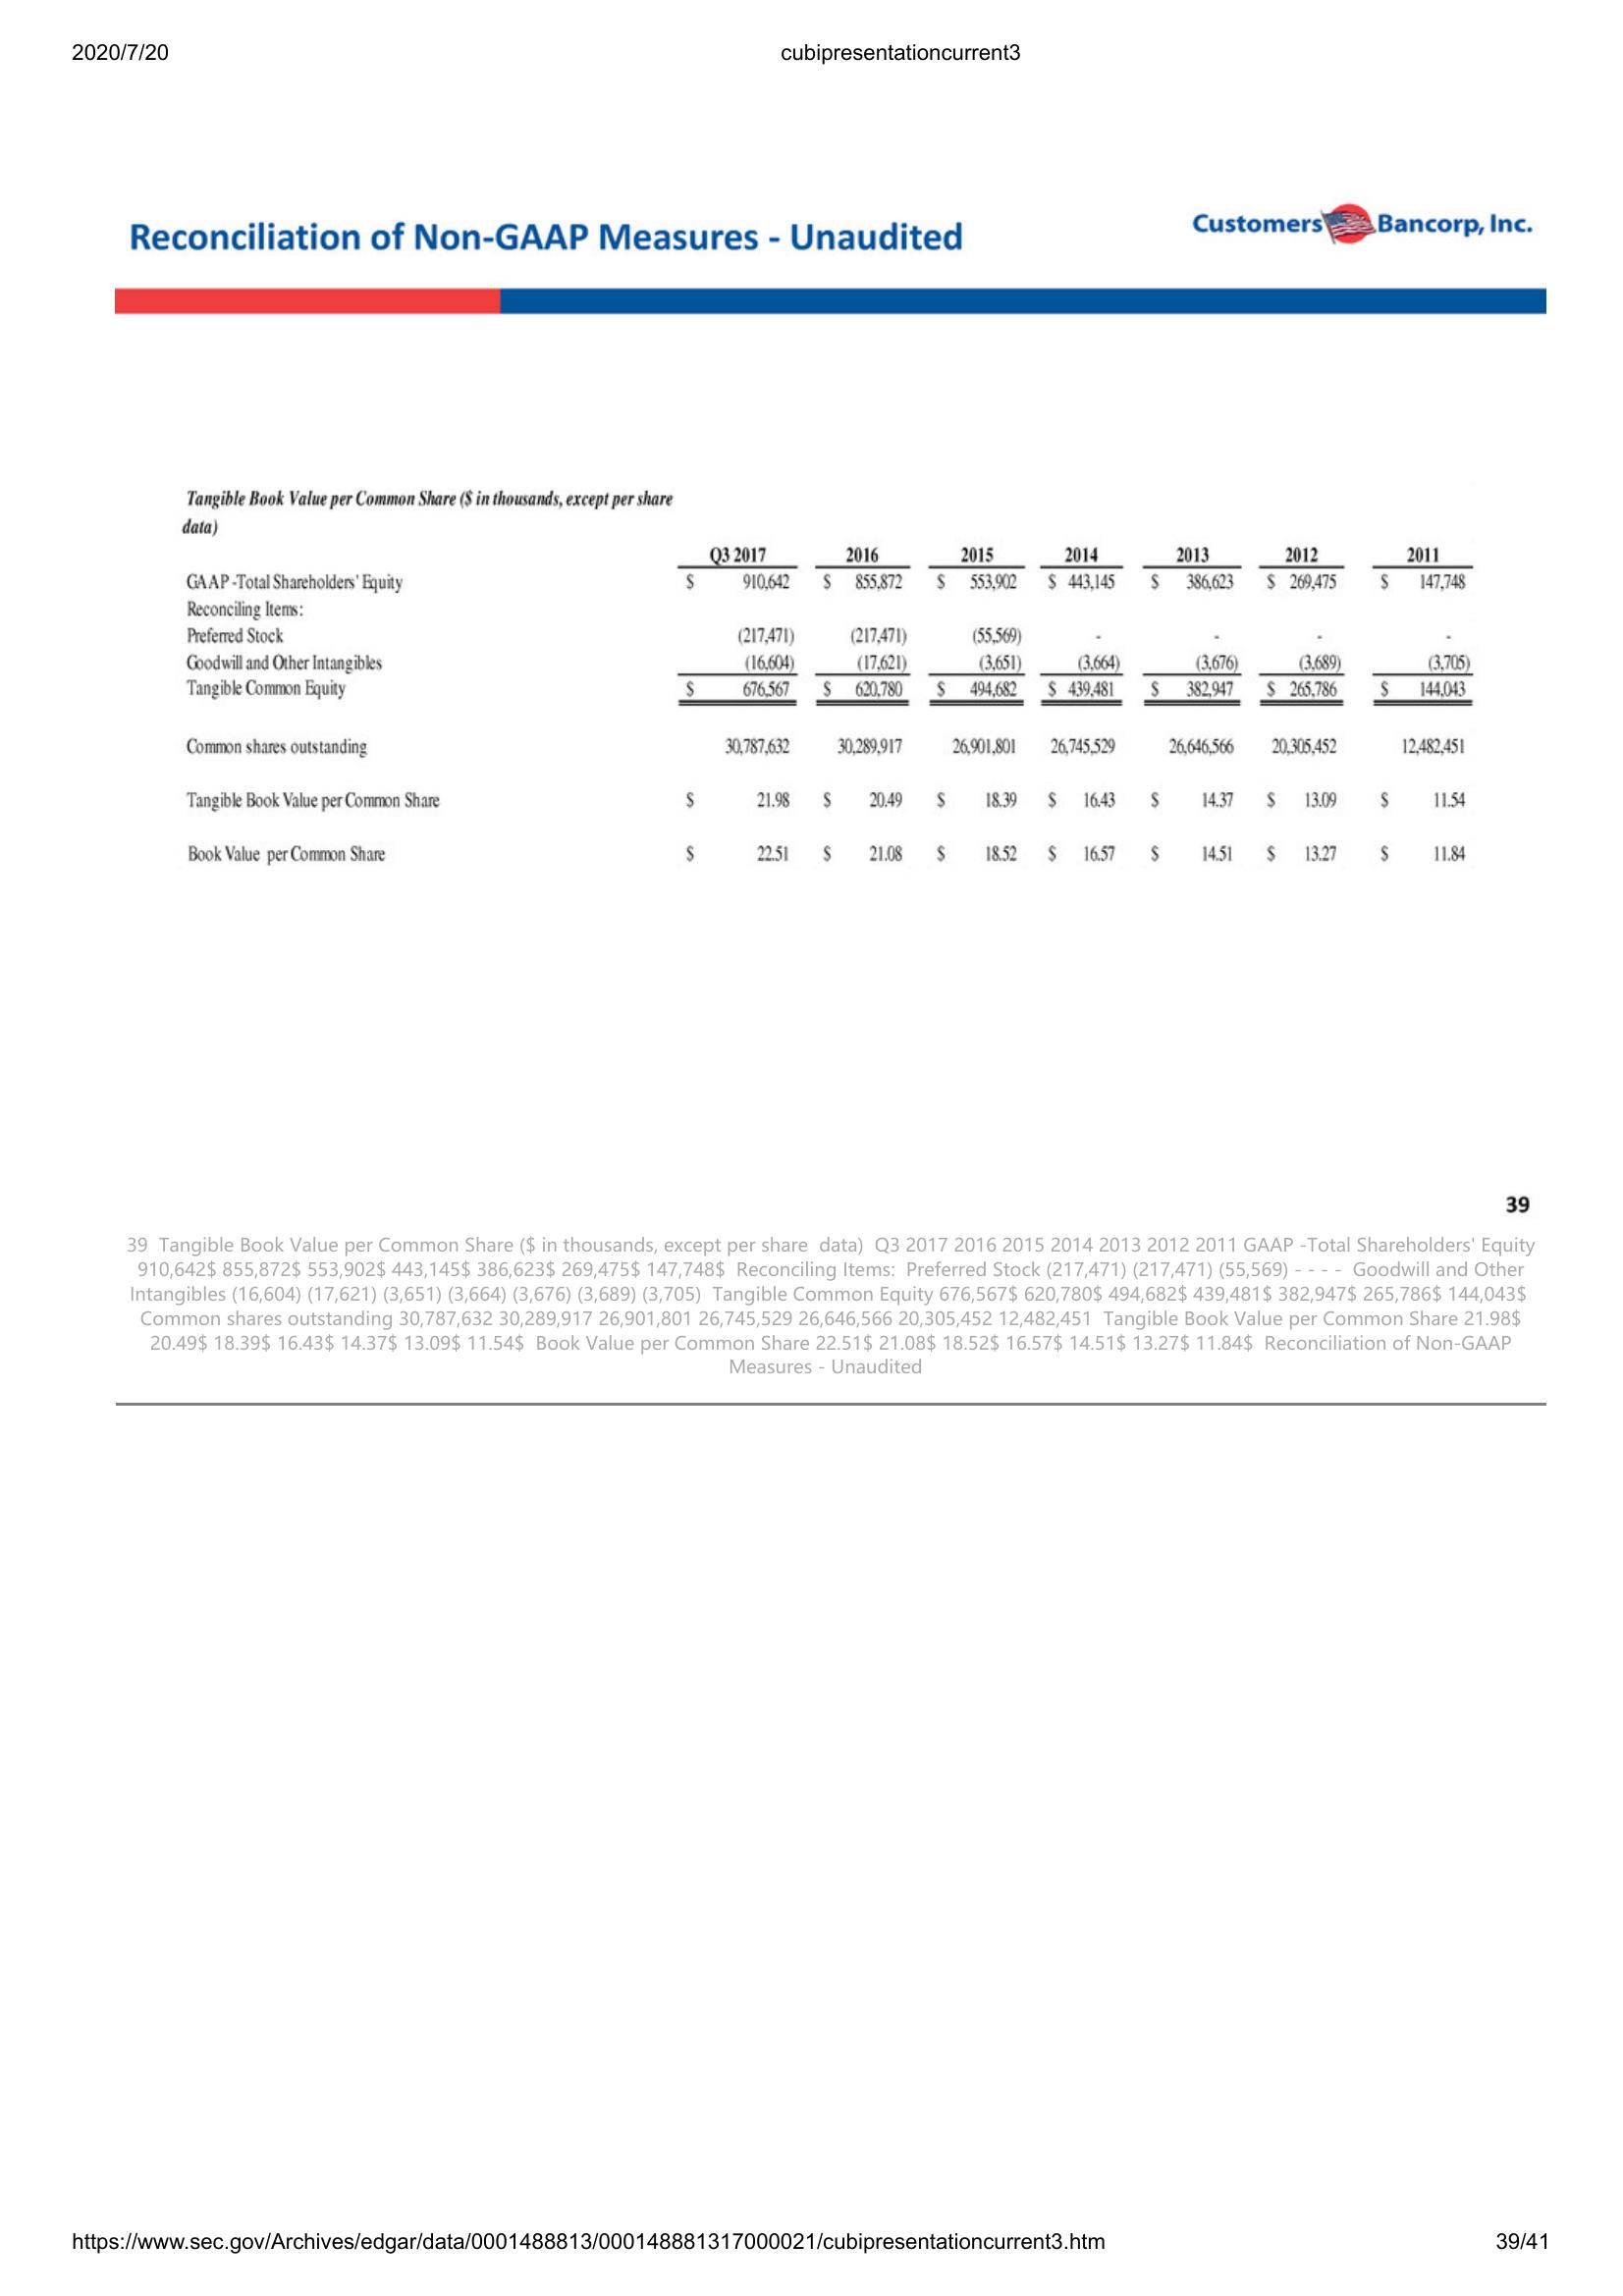 2020/7/20 cubipresentationcurrent3
Reconciliation of Non-GAAP Measures - Unaudited
Customers Bancorp, Inc.
Tangible Book Value per Common Share ($ in thousands, except per share
data)
Q3 2017 2016 2015 2014 2013 2012 2011
GAAP -Total Shareholders' Equity $ 910,642 $ 855,872 $ 553,902 $ 443,145 $ 386,623 $ 269,475 $ 147,748
Reconciling Items:
Preferred Stock (217,471) (217,471) (55,569) - - - -
Goodwill and Other Intangibles (16,604) (17,621) (3,651) (3,664) (3,676) (3,689) (3,705)
Tangible Common Equity $ 676,567 $ 620,780 $ 494,682 $ 439,481 $ 382,947 $ 265,786 $ 144,043
Common shares outstanding 30,787,632 30,289,917 26,901,801 26,745,529 26,646,566 20,305,452 12,482,451
Tangible Book Value per Common Share $ 21.98 $ 20.49 $ 18.39 $ 16.43 $ 14.37 $ 13.09 $ 11.54
Book Value per Common Share $ 22.51 $ 21.08 $ 18.52 $ 16.57 $ 14.51 $ 13.27 $ 11.84
39
39 Tangible Book Value per Common Share ($ in thousands, except per share data) Q3 2017 2016 2015 2014 2013 2012 2011 GAAP -Total Shareholders' Equity
910,642$ 855,872$ 553,902$ 443,145$ 386,623$ 269,475$ 147,748$ Reconciling Items: Preferred Stock (217,471) (217,471) (55,569) - - - - Goodwill and Other
Intangibles (16,604) (17,621) (3,651) (3,664) (3,676) (3,689) (3,705) Tangible Common Equity 676,567$ 620,780$ 494,682$ 439,481$ 382,947$ 265,786$ 144,043$
Common shares outstanding 30,787,632 30,289,917 26,901,801 26,745,529 26,646,566 20,305,452 12,482,451 Tangible Book Value per Common Share 21.98$
20.49$ 18.39$ 16.43$ 14.37$ 13.09$ 11.54$ Book Value per Common Share 22.51$ 21.08$ 18.52$ 16.57$ 14.51$ 13.27$ 11.84$ Reconciliation of Non-GAAP
Measures - Unaudited
https://www.sec.gov/Archives/edgar/data/0001488813/000148881317000021/cubipresentationcurrent3.htm 39/41